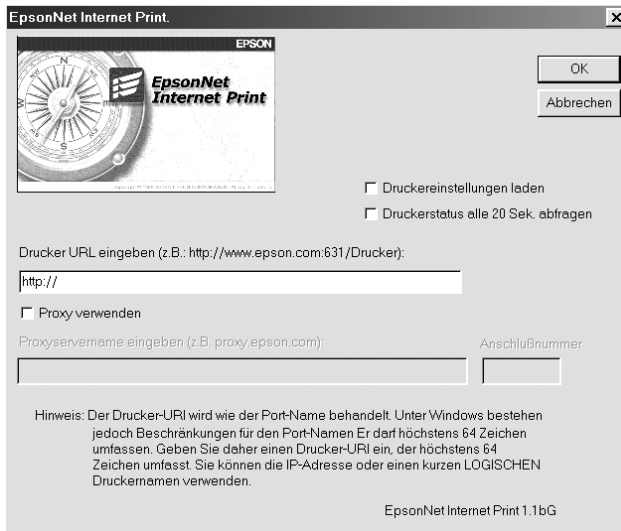 EpsonNet Internet Print.
EPSON
EpsonNet
Internet Print
OK
Abbrechen
Druckereinstellungen laden
Druckerstatus alle 20 Sek. abfragen
Drucker URL eingeben (z.B.: http://www.epson.com:631/Drucker):
http://
Proxy verwenden
Proxyservername eingeben (z.B. proxy.epson.com):
Anschlußnummer
Hinweis: Der Drucker-URI wird wie der Port-Name behandelt. Unter Windows bestehen
jedoch Beschränkungen für den Port-Namen Er darf höchstens 64 Zeichen
umfassen. Geben Sie daher einen Drucker-URI ein, der höchstens 64
Zeichen umfasst. Sie können die IP-Adresse oder einen kurzen LOGISCHEN
Druckernamen verwenden.
EpsonNet Internet Print 1.1bG